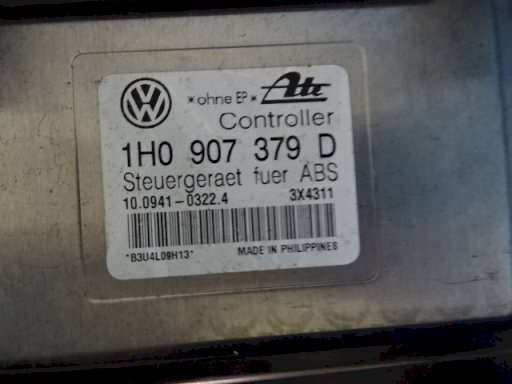 *ohne EP* Ate
Controller
1H0 907 379 D
Steuergeraet fuer ABS
10.0941-0322.4 3X4311
*B3U4L09H13* MADE IN PHILIPPINES